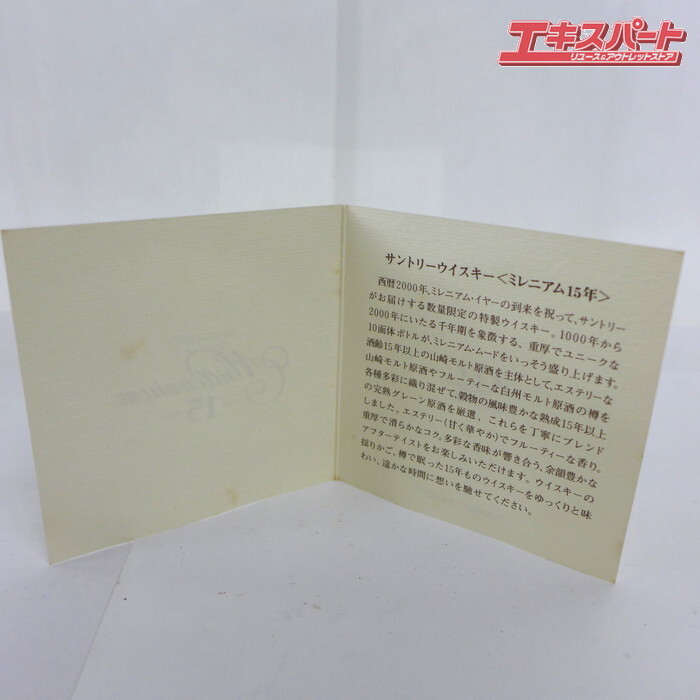 エキスパート
リユース&アウトレットストア
サントリーウイスキー<ミレニアム15年>
西暦2000年、ミレニアム・イヤーの到来を祝って、サントリー
がお届けする数量限定の特製ウイスキー。1000年から
2000年にいたる千年期を象徴する、重厚でユニークな
10面体ボトルが、ミレニアム・ムードをいっそう盛り上げます。
酒齢15年以上の山崎モルト原酒を主体として、エステリーな
山崎モルト原酒やフルーティーな白州モルト原酒の樽を
各種多彩に織り混ぜて、穀物の風味豊かな熟成15年以上
の完熟グレーン原酒を厳選、これらを丁寧にブレンド
しました。エステリー(甘く華やか)でフルーティーな香り。
重厚で滑らかなコク。多彩な香味が響き合う、余韻豊かな
アフターテイストをお楽しみいただけます。ウイスキーの
揺りかご、樽で眠った15年ものウイスキーをゆっくりと味
わい、遥かな時間に想いを馳せてください。